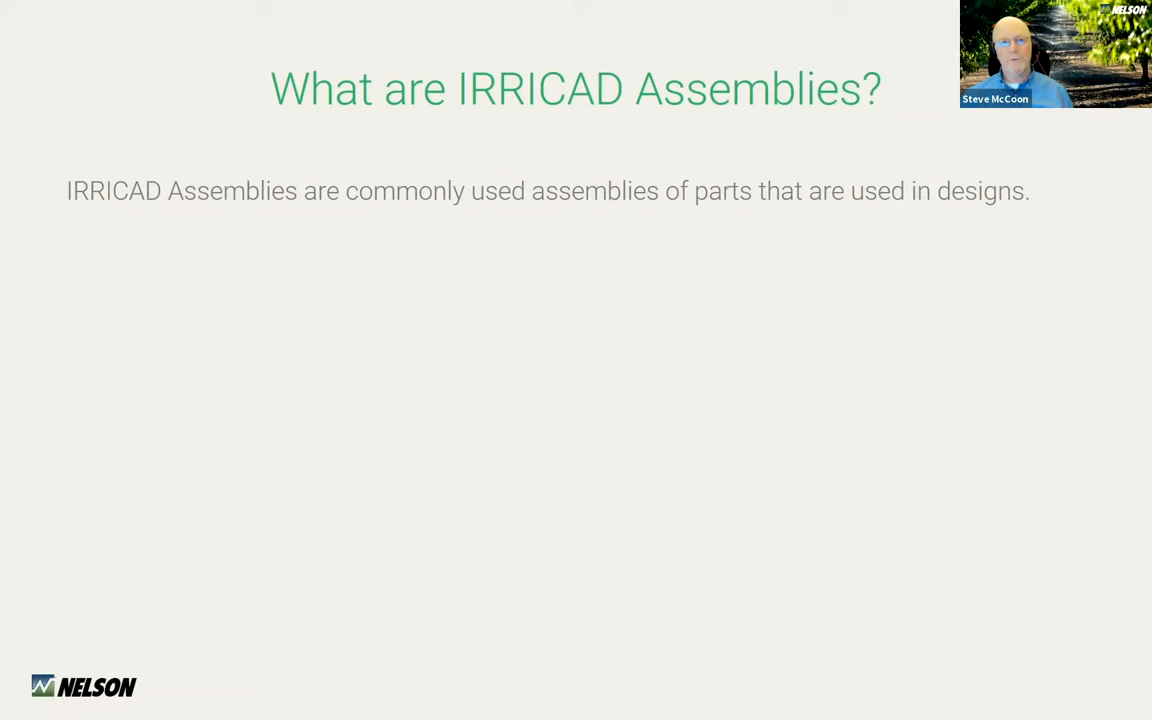 NELSON
What are IRRICAD Assemblies?
Steve McCoon
IRRICAD Assemblies are commonly used assemblies of parts that are used in designs.
NELSON